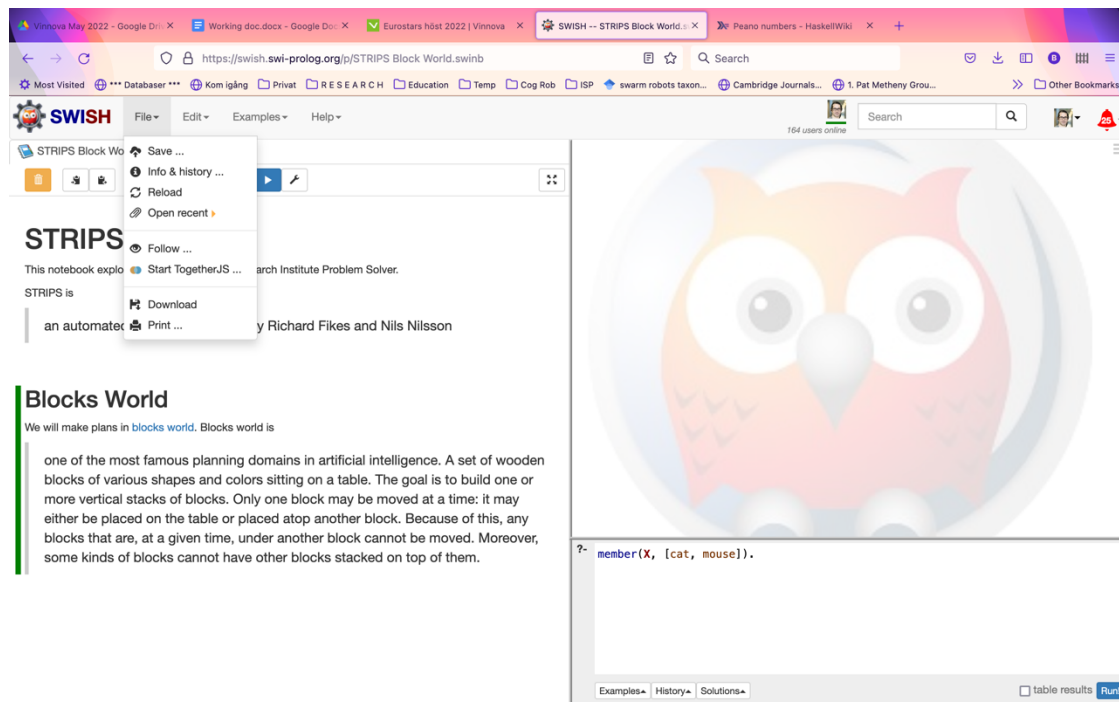 Vinnova May 2022 - Google Driv
Working doc.docx - Google Doc
Eurostars höst 2022 | Vinnova
SWISH -- STRIPS Block World.s
Peano numbers - HaskellWiki
https://swish.swi-prolog.org/p/STRIPS Block World.swinb
Search
Most Visited
*** Databaser ***
Kom igång
Privat
R E S E A R C H
Education
Temp
Cog Rob
ISP
swarm robots taxon...
Cambridge Journals...
1. Pat Metheny Grou...
Other Bookmarks
SWISH
File
Edit
Examples
Help
164 users online
Search
25
STRIPS Block Wo
Save ...
Info & history ...
Reload
Open recent
Follow ...
Start TogetherJS ...
Download
Print ...
STRIPS
This notebook explo
arch Institute Problem Solver.
STRIPS is
an automated
y Richard Fikes and Nils Nilsson
Blocks World
We will make plans in blocks world. Blocks world is
one of the most famous planning domains in artificial intelligence. A set of wooden
blocks of various shapes and colors sitting on a table. The goal is to build one or
more vertical stacks of blocks. Only one block may be moved at a time: it may
either be placed on the table or placed atop another block. Because of this, any
blocks that are, at a given time, under another block cannot be moved. Moreover,
some kinds of blocks cannot have other blocks stacked on top of them.
?- member(X, [cat, mouse]).
Examples
History
Solutions
table results
Run!